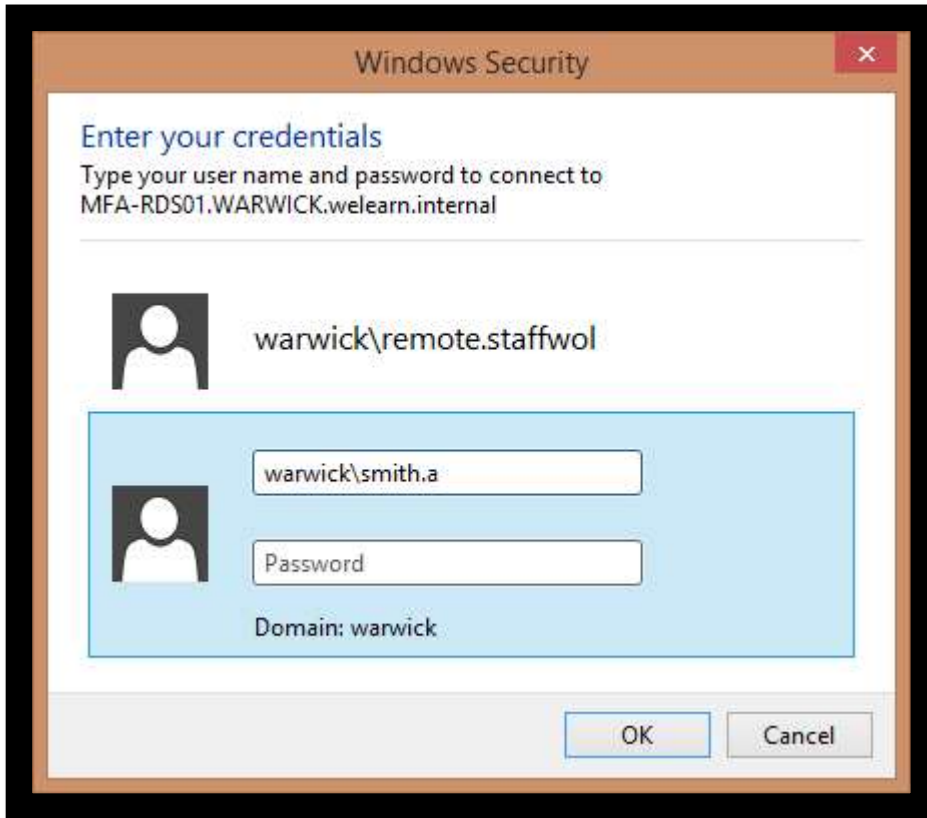 Windows Security
Enter your credentials
Type your user name and password to connect to
MFA-RDS01.WARWICK.welearn.internal
warwick\remote.staffwol
warwick\smith.a
Password
Domain: warwick
OK
Cancel